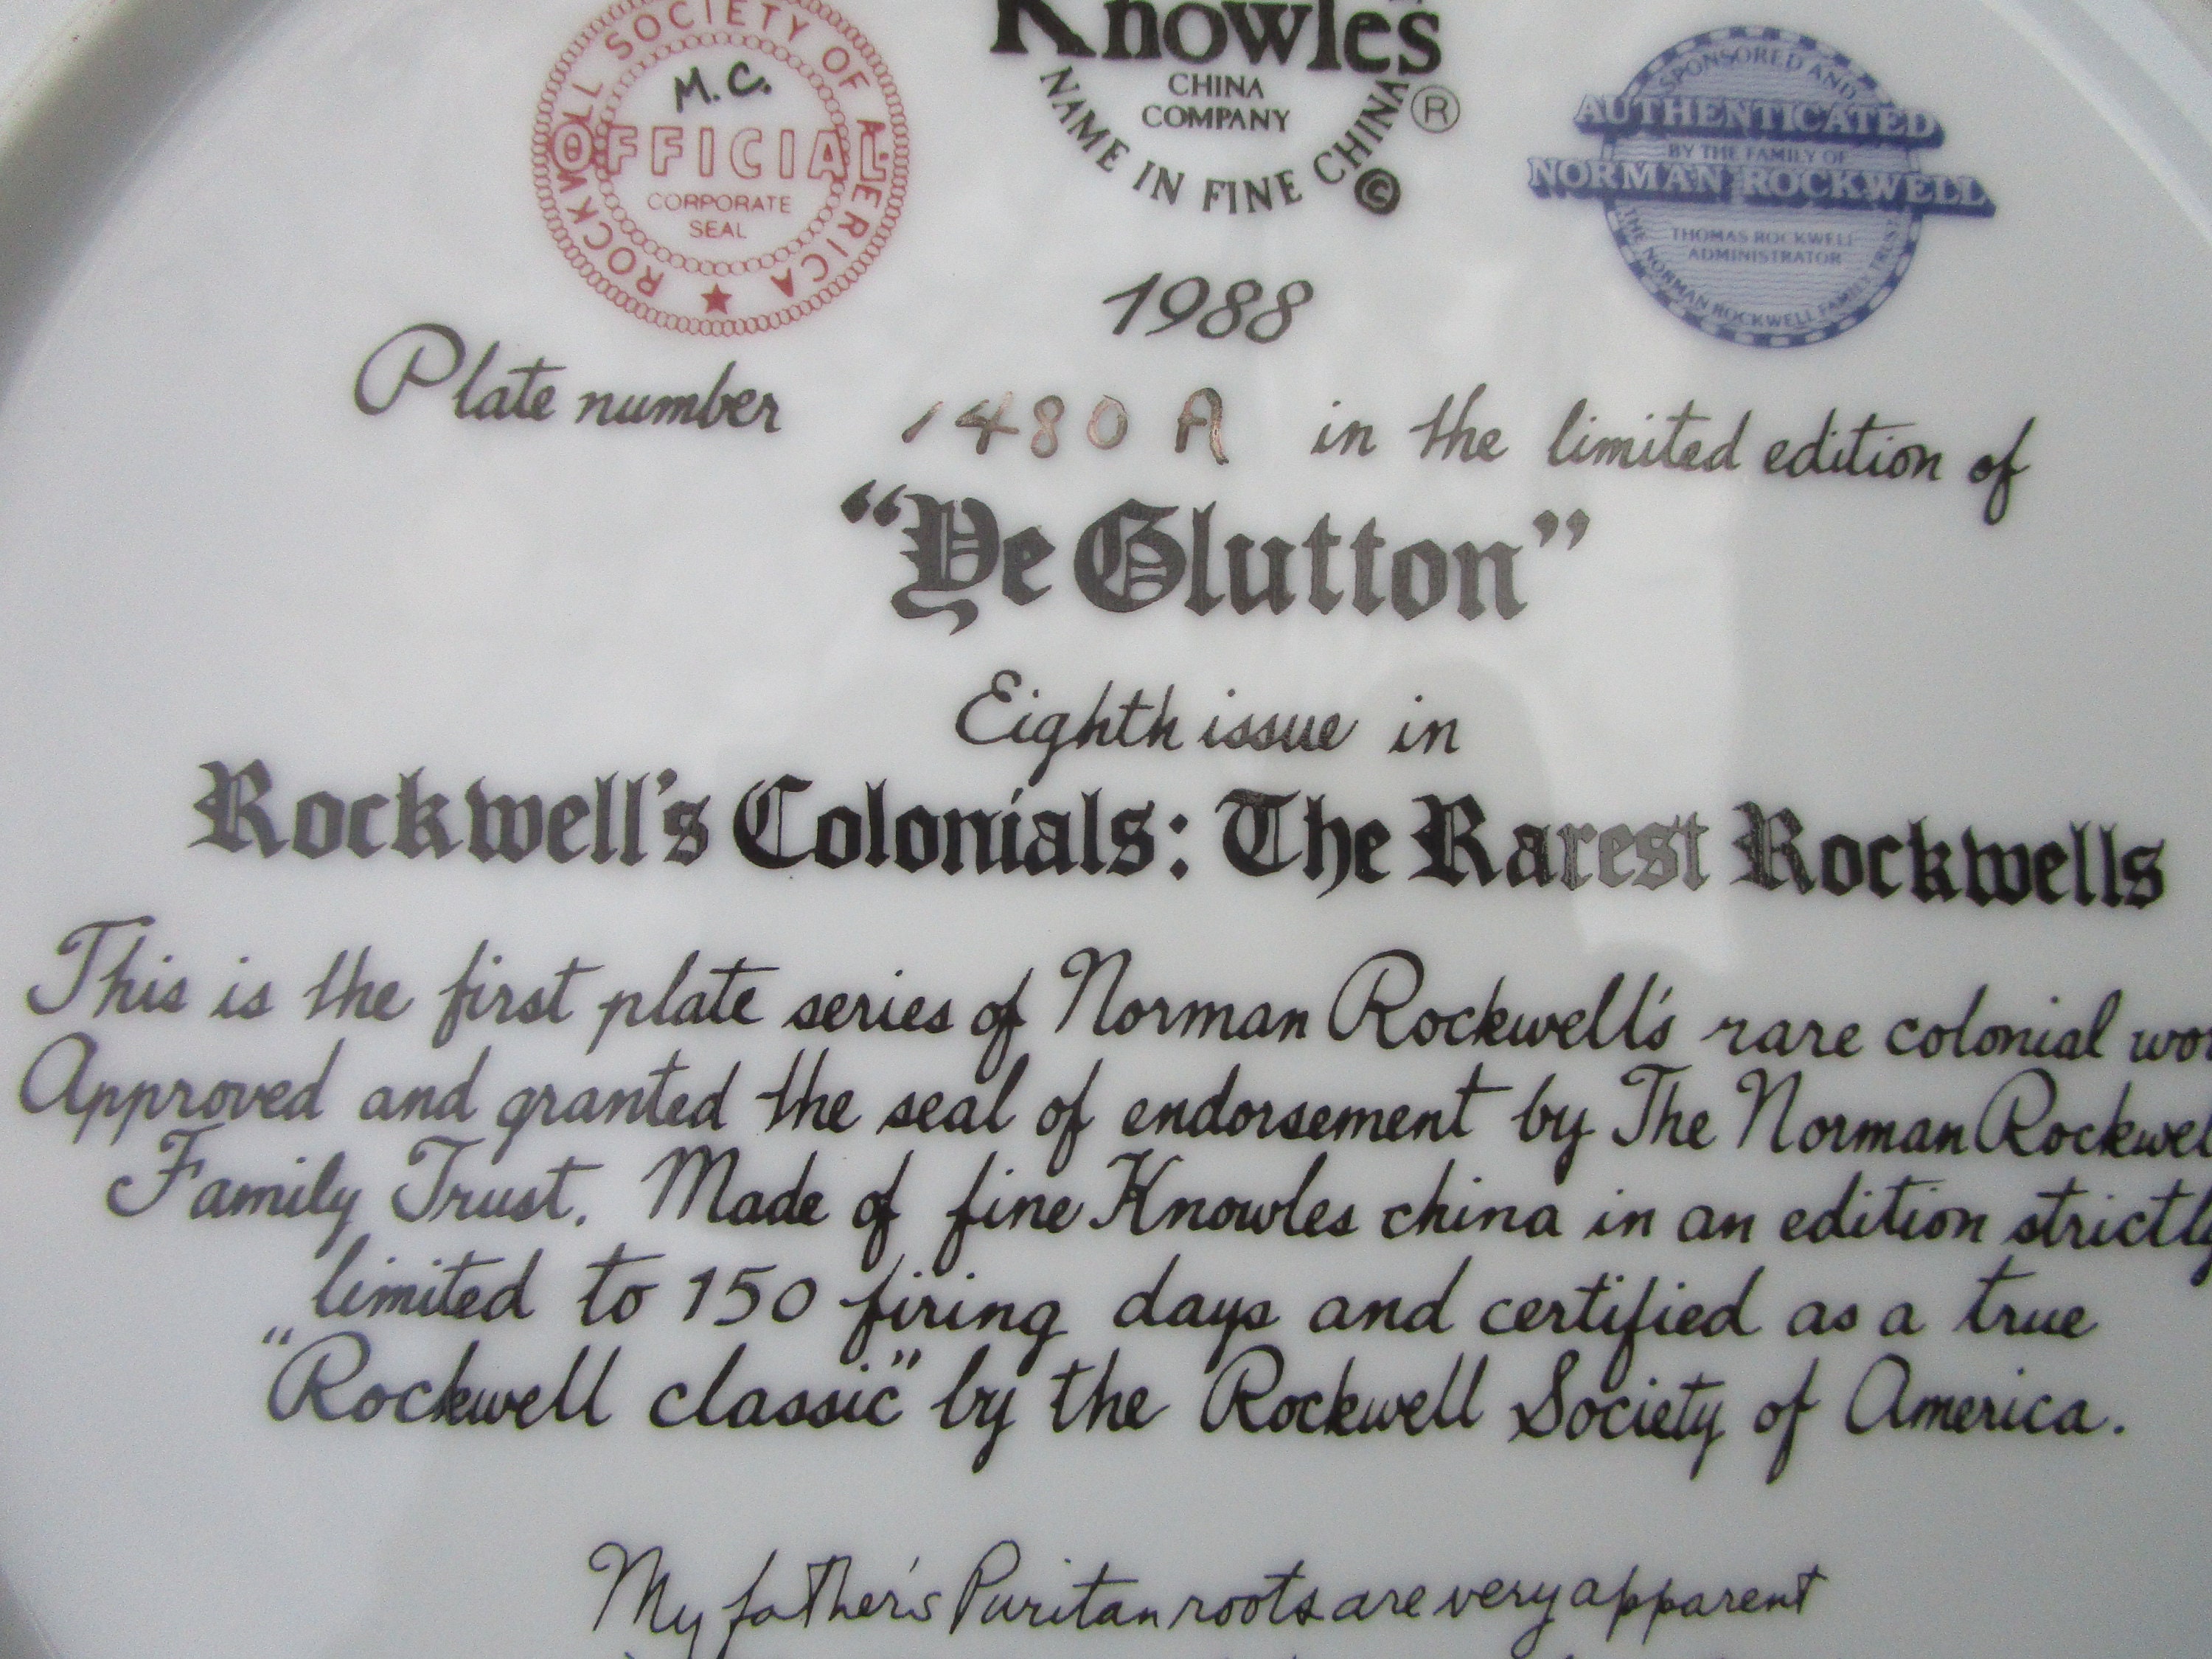 ROCKWELL SOCIETY OF AMERICA
M.C.
OFFICIAL
CORPORATE
SEAL
Knowles
CHINA
COMPANY
NAME IN FINE CHINA
®
©
SPONSORED AND
AUTHENTICATED
BY THE FAMILY OF
NORMAN ROCKWELL
THOMAS ROCKWELL
ADMINISTRATOR
THE NORMAN ROCKWELL FAMILY TRUST
1988
Plate number 1480 A in the limited edition of
“Ye Glutton”
Eighth issue in
Rockwell's Colonials: The Rarest Rockwells
This is the first plate series of Norman Rockwell's rare colonial wor
Approved and granted the seal of endorsement by The Norman Rockwel
Family Trust. Made of fine Knowles china in an edition strictly
limited to 150 firing days and certified as a true
“Rockwell classic” by the Rockwell Society of America.
My father's Puritan roots are very apparent